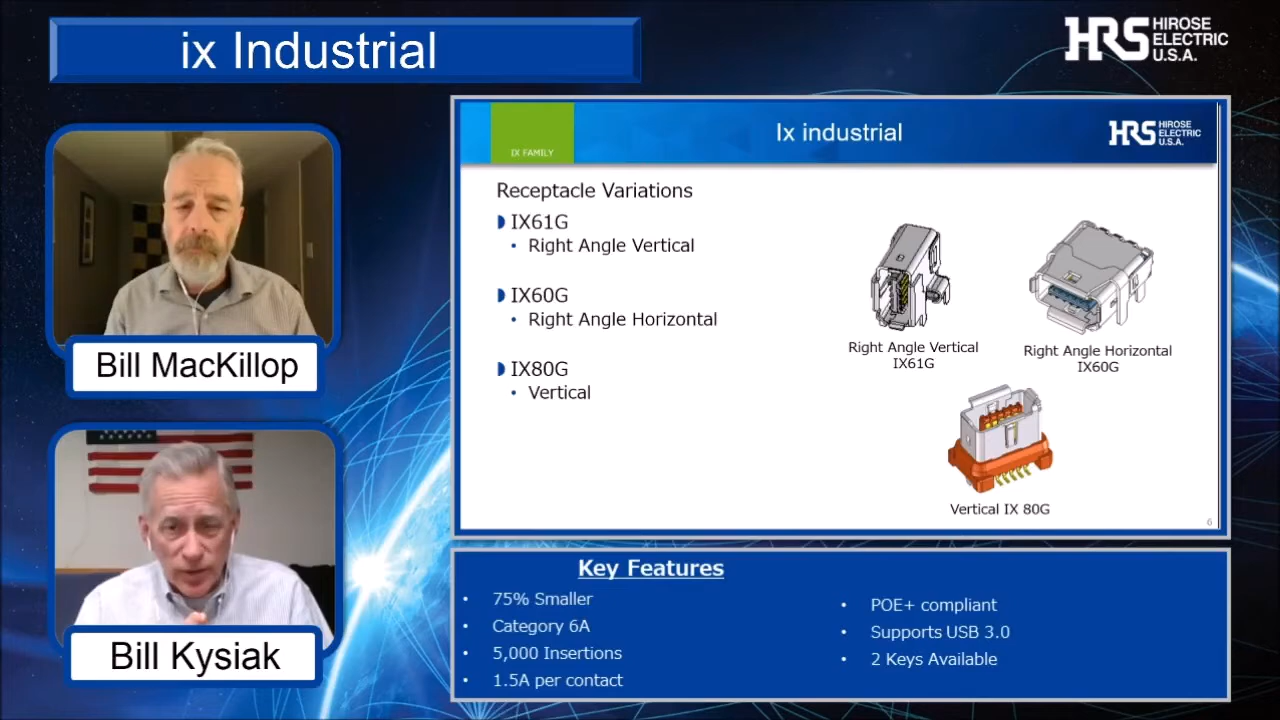 ix Industrial
HRS HIROSE
ELECTRIC
U.S.A.
Bill MacKillop
Bill Kysiak
IX FAMILY
Ix industrial
HRS HIROSE
ELECTRIC
U.S.A.
Receptacle Variations
IX61G
• Right Angle Vertical
IX60G
• Right Angle Horizontal
IX80G
• Vertical
Right Angle Vertical
IX61G
Right Angle Horizontal
IX60G
Vertical IX 80G
6
Key Features
• 75% Smaller
• Category 6A
• 5,000 Insertions
• 1.5A per contact
• POE+ compliant
• Supports USB 3.0
• 2 Keys Available